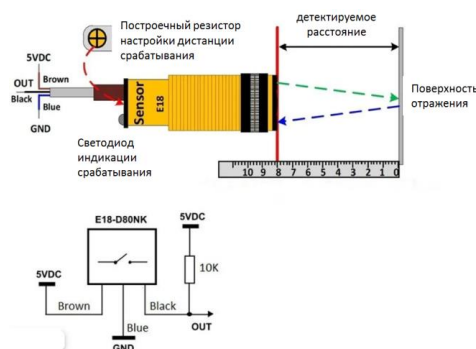 Построечный резистор
настройки дистанции
срабатывания
детектируемое
расстояние
5VDC
Brown
OUT
Black
Blue
GND
Sensor
E18
Поверхность
отражения
Светодиод
индикации
срабатывания
10 9 8 7 6 5 4 3 2 1 0
E18-D80NK
5VDC
5VDC
10K
Brown
Black
Blue
OUT
GND